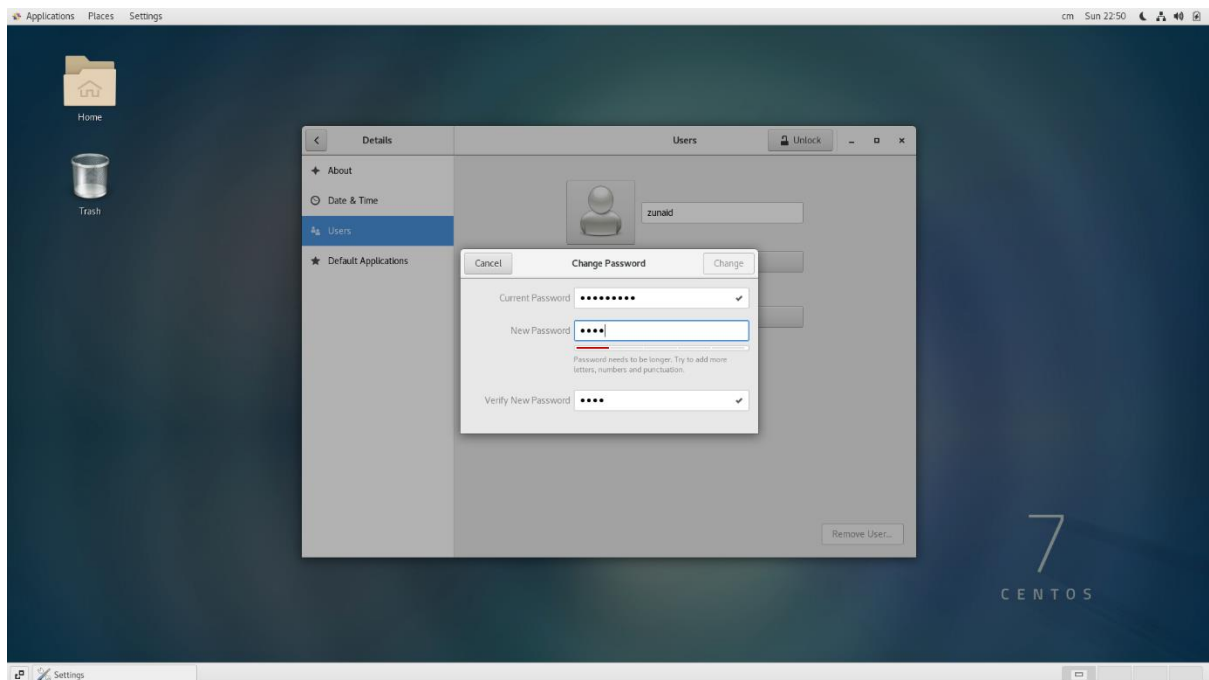 Applications Places Settings
cm Sun 22:50
Home
Trash
Details
Users
Unlock
About
Date & Time
Users
Default Applications
zunaid
Cancel
Change Password
Change
Current Password
New Password
Password needs to be longer. Try to add more
letters, numbers and punctuation.
Verify New Password
Remove User...
7
CENTOS
Settings